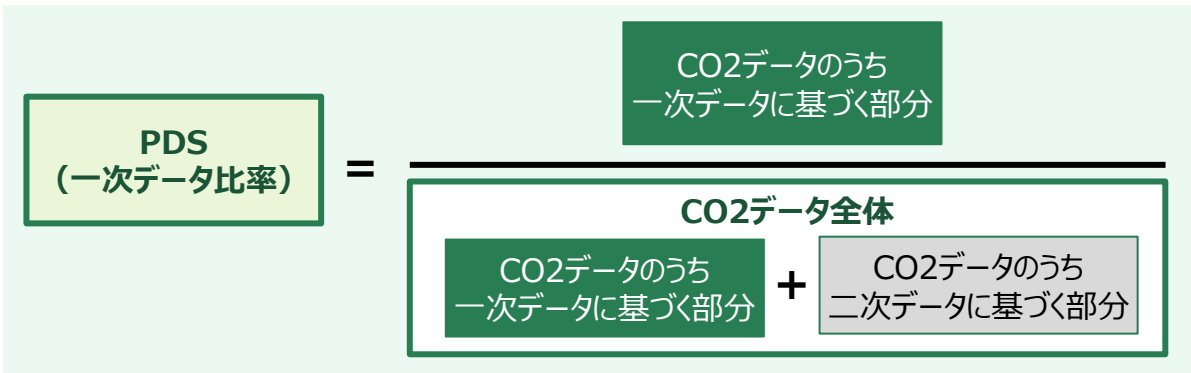 CO2データのうち
一次データに基づく部分
PDS
（一次データ比率）
=
CO2データ全体
CO2データのうち
一次データに基づく部分
+
CO2データのうち
二次データに基づく部分